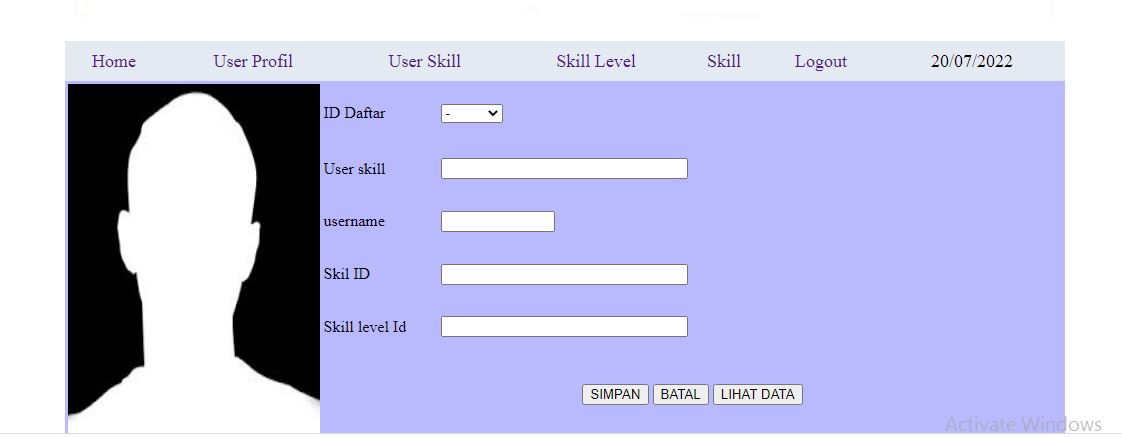 Home User Profil User Skill Skill Level Skill Logout 20/07/2022
ID Daftar -
User skill
username
Skil ID
Skill level Id
SIMPAN BATAL LIHAT DATA
Activate Windows